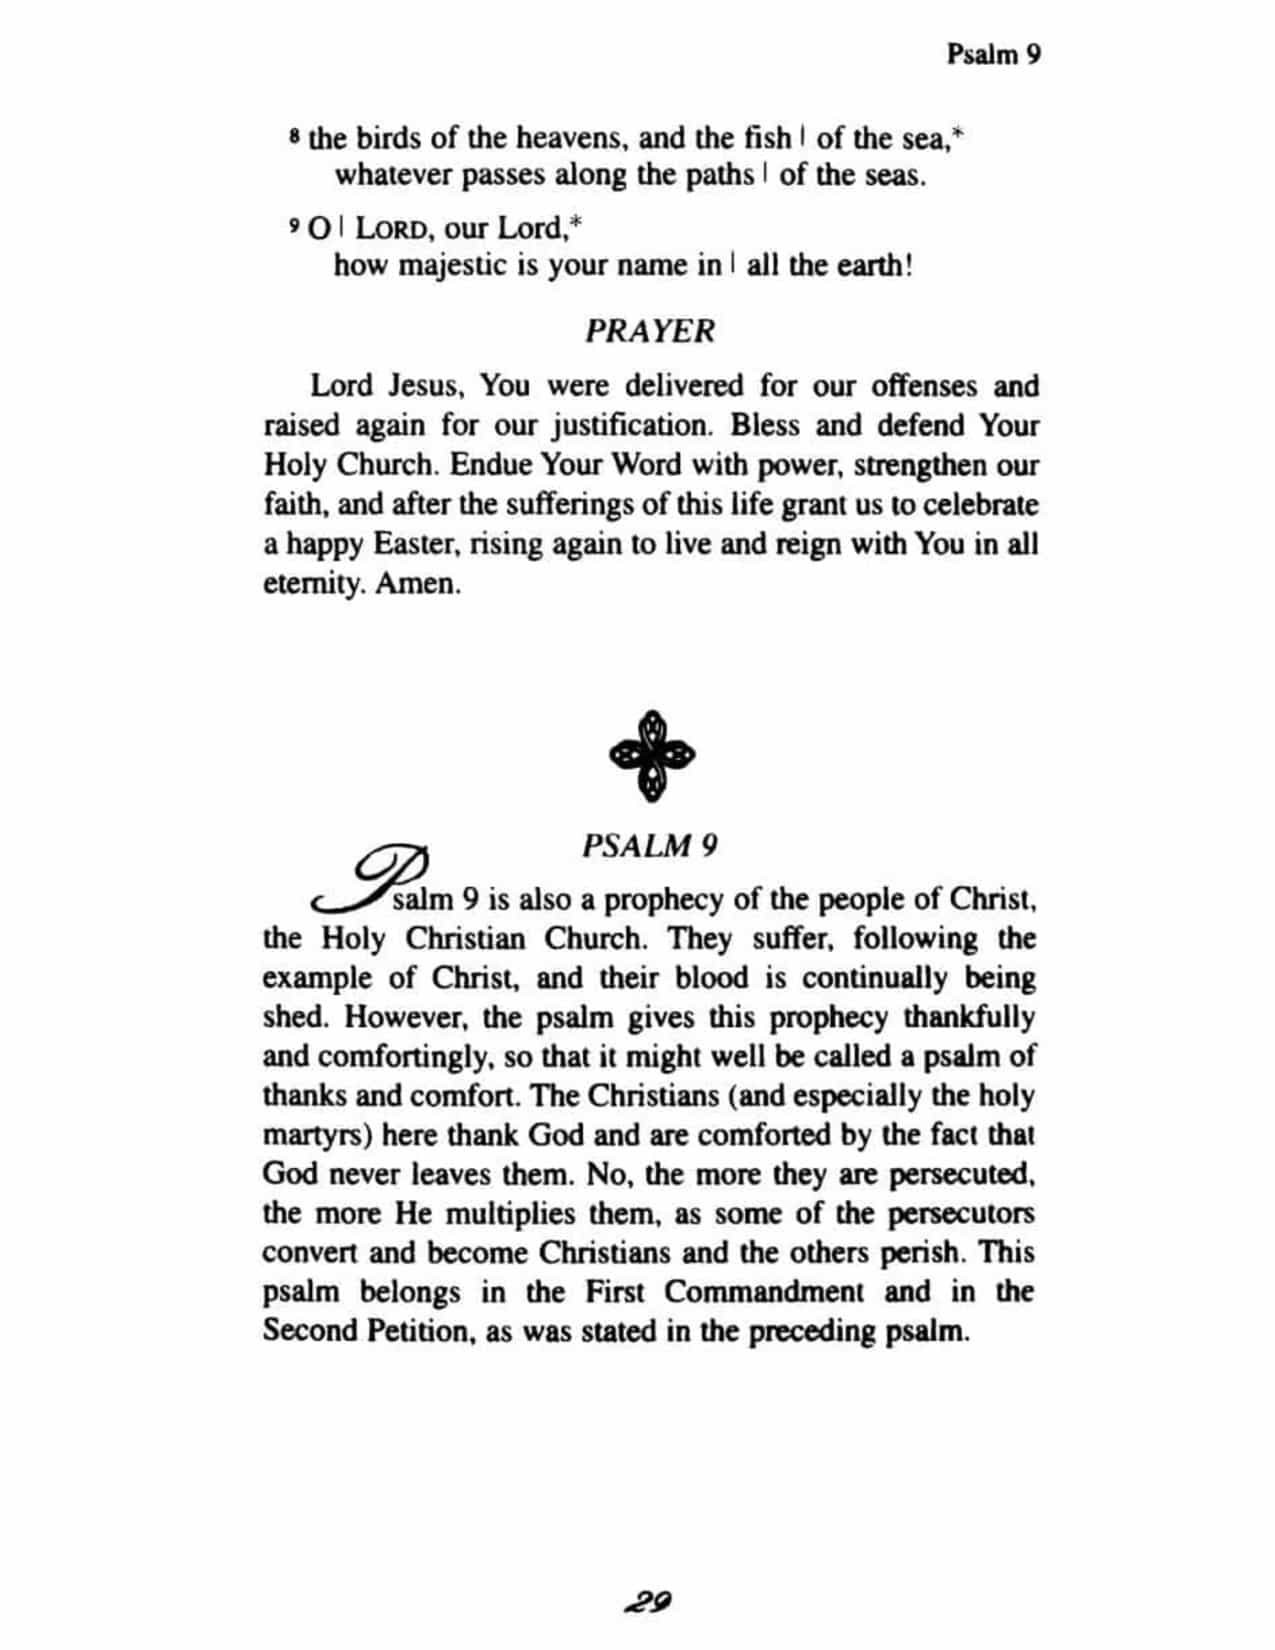 Psalm 9
8 the birds of the heavens, and the fish | of the sea,*
whatever passes along the paths | of the seas.
9 O | LORD, our Lord,*
how majestic is your name in | all the earth!
PRAYER
Lord Jesus, You were delivered for our offenses and
raised again for our justification. Bless and defend Your
Holy Church. Endue Your Word with power, strengthen our
faith, and after the sufferings of this life grant us to celebrate
a happy Easter, rising again to live and reign with You in all
eternity. Amen.
PSALM 9
Psalm 9 is also a prophecy of the people of Christ,
the Holy Christian Church. They suffer, following the
example of Christ, and their blood is continually being
shed. However, the psalm gives this prophecy thankfully
and comfortingly, so that it might well be called a psalm of
thanks and comfort. The Christians (and especially the holy
martyrs) here thank God and are comforted by the fact that
God never leaves them. No, the more they are persecuted,
the more He multiplies them, as some of the persecutors
convert and become Christians and the others perish. This
psalm belongs in the First Commandment and in the
Second Petition, as was stated in the preceding psalm.
29